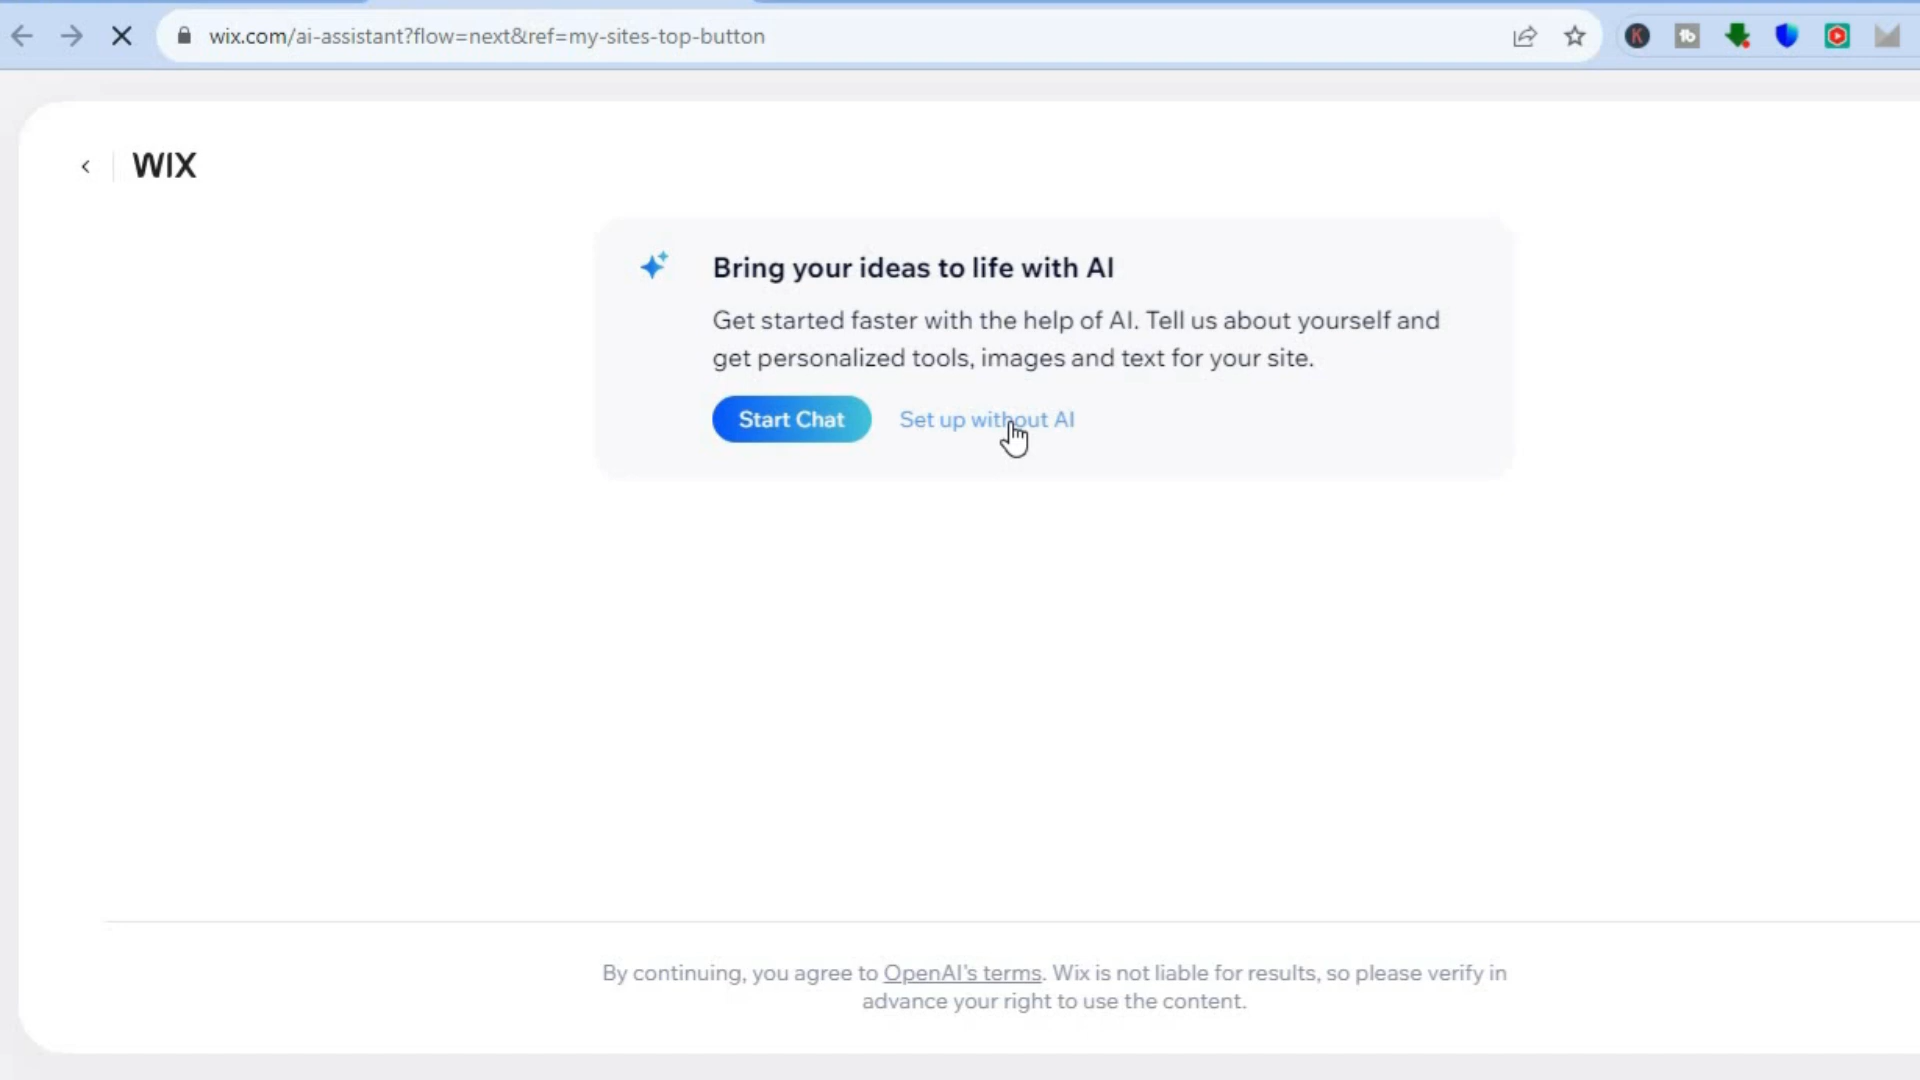 wix.com/ai-assistant?flow=next&ref=my-sites-top-button
K
tb
WIX
Bring your ideas to life with AI
Get started faster with the help of AI. Tell us about yourself and
get personalized tools, images and text for your site.
Start Chat
Set up without AI
By continuing, you agree to OpenAI's terms. Wix is not liable for results, so please verify in
advance your right to use the content.